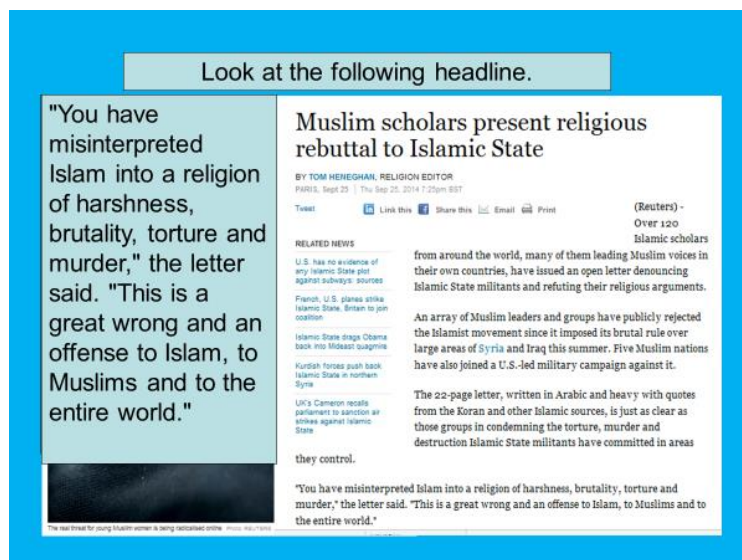 Look at the following headline.
"You have
misinterpreted
Islam into a religion
of harshness,
brutality, torture and
murder," the letter
said. "This is a
great wrong and an
offense to Islam, to
Muslims and to the
entire world."
The real threat for young Muslim women is being radicalised online PHOTO: REUTERS
Muslim scholars present religious
rebuttal to Islamic State
BY TOM HENEGHAN, RELIGION EDITOR
PARIS, Sept 25 | Thu Sep 25, 2014 7:25pm BST
Tweet Link this Share this Email Print
RELATED NEWS
U.S. has no evidence of
any Islamic State plot
against subways: sources
French, U.S. planes strike
Islamic State, Britain to join
coalition
Islamic State drags Obama
back into Mideast quagmire
Kurdish forces push back
Islamic State in northern
Syria
UK's Cameron recalls
parliament to sanction air
strikes against Islamic
State
(Reuters) -
Over 120
Islamic scholars
from around the world, many of them leading Muslim voices in
their own countries, have issued an open letter denouncing
Islamic State militants and refuting their religious arguments.
An array of Muslim leaders and groups have publicly rejected
the Islamist movement since it imposed its brutal rule over
large areas of Syria and Iraq this summer. Five Muslim nations
have also joined a U.S.-led military campaign against it.
The 22-page letter, written in Arabic and heavy with quotes
from the Koran and other Islamic sources, is just as clear as
those groups in condemning the torture, murder and
destruction Islamic State militants have committed in areas
they control.
"You have misinterpreted Islam into a religion of harshness, brutality, torture and
murder," the letter said. "This is a great wrong and an offense to Islam, to Muslims and to
the entire world."